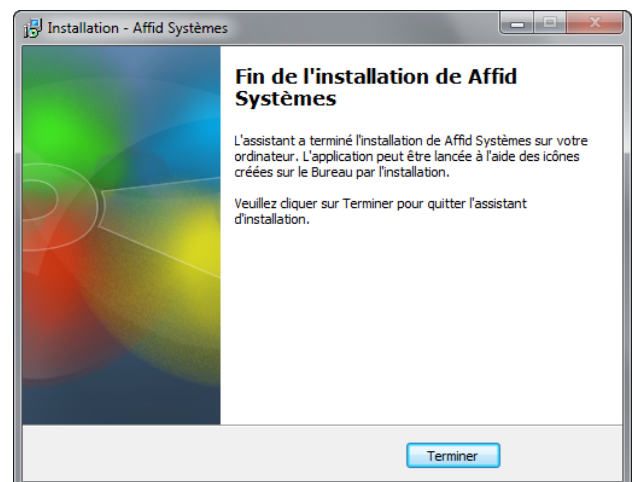 Installation - Affid Systèmes
Fin de l'installation de Affid
Systèmes
L'assistant a terminé l'installation de Affid Systèmes sur votre
ordinateur. L'application peut être lancée à l'aide des icônes
créées sur le Bureau par l'installation.
Veuillez cliquer sur Terminer pour quitter l'assistant
d'installation.
Terminer